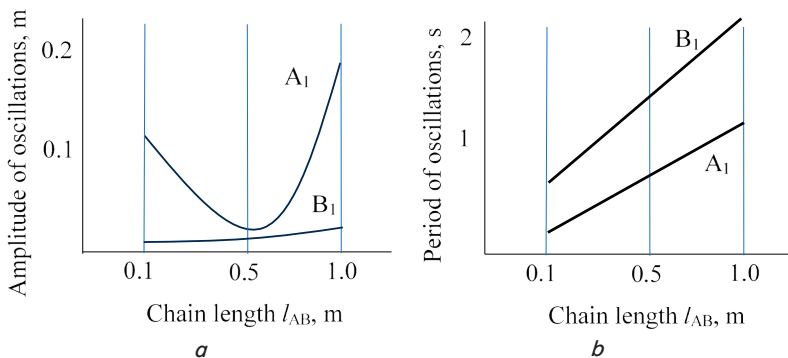 Amplitude of oscillations, m
0.2
0.1
A1
B1
0.1 0.5 1.0
Chain length lAB, m
a
Period of oscillations, s
2
1
B1
A1
0.1 0.5 1.0
Chain length lAB, m
b